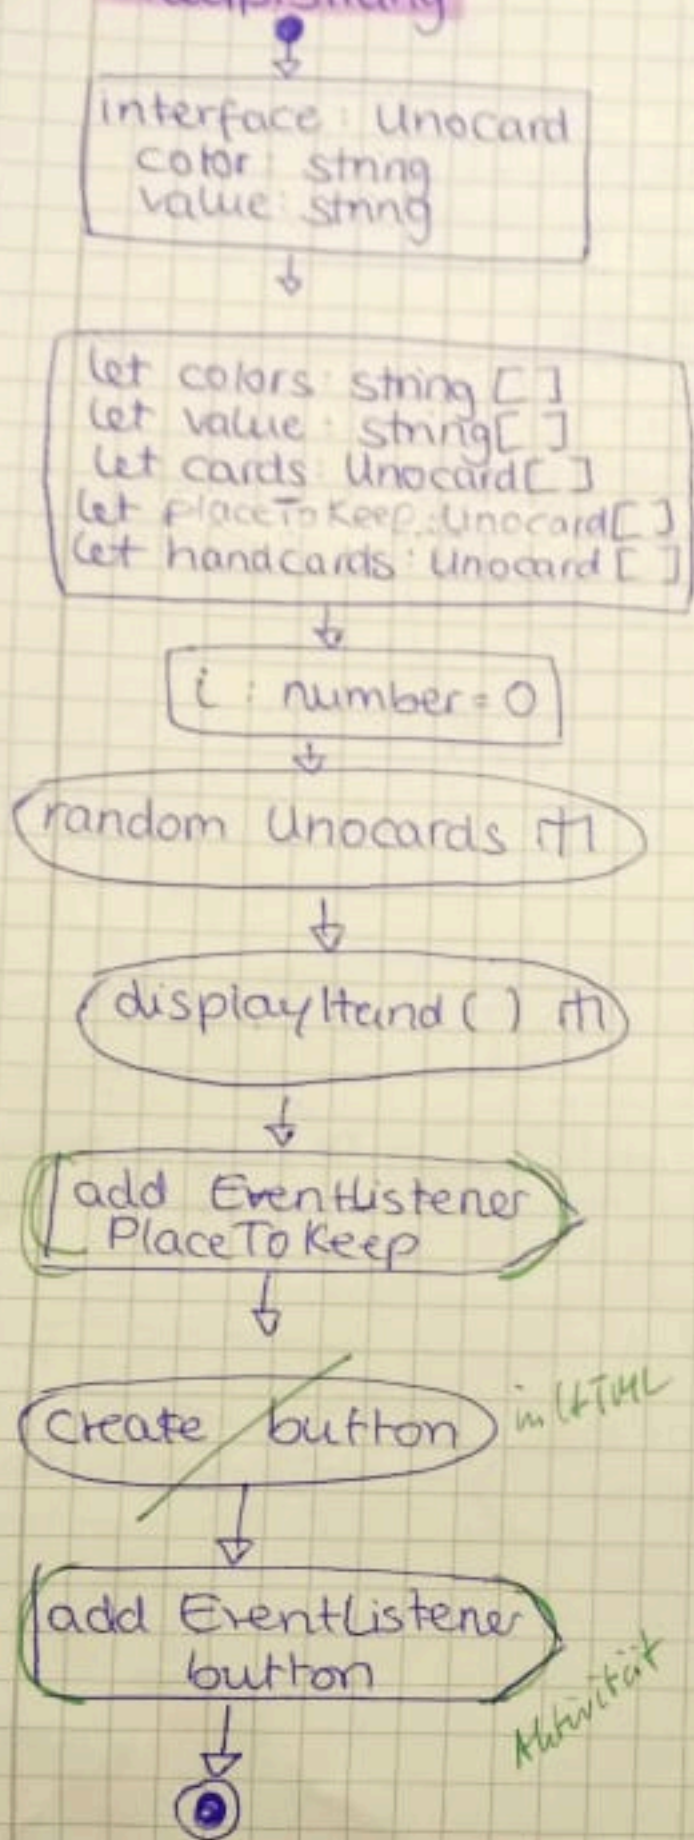 interface : Unocard
color : string
value : string
let colors : string [ ]
let value : string[ ]
let cards : Unocard[ ]
let placeToKeep : Unocard[ ]
let handcards : Unocard [ ]
i : number = 0
random Unocards
displayHand ( )
add EventListener
PlaceToKeep
create button
in HTML
add EventListener
button
Aktivität